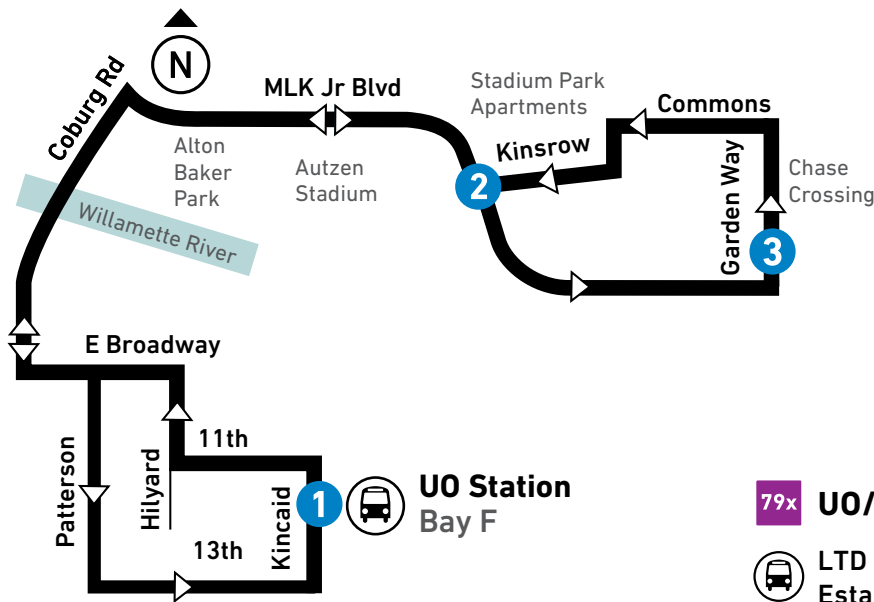 N
Coburg Rd
MLK Jr Blvd
Stadium Park
Apartments
Commons
Kinsrow
Alton
Baker
Park
Autzen
Stadium
2
Garden Way
Chase
Crossing
Willamette River
3
E Broadway
11th
Patterson
Hilyard
Kincaid
1
UO Station
Bay F
13th
79x UO/
LTD
Esta